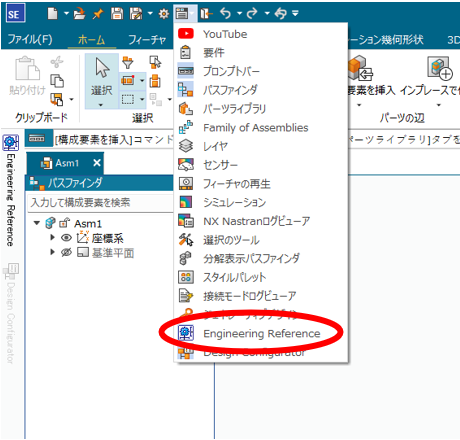 SE
ファイル(F)
ホーム
フィーチャ
ーション幾何形状
3D
貼り付け
クリップボード
選択
選択
素を挿入
インプレースで
パーツの辺
[構成要素を挿入]コマンド
ペーツライブラリ]タブを
Asm1
パスファインダ
入力して構成要素を検索
Asm1
座標系
基準平面
Engineering Reference
Design Configurator
YouTube
要件
プロンプトバー
パスファインダ
パーツライブラリ
Family of Assemblies
レイヤ
センサー
フィーチャの再生
シミュレーション
NX Nastranログビューア
選択のツール
分解表示パスファインダ
スタイルパレット
接続モードログビューア
Engineering Reference
Design Configurator